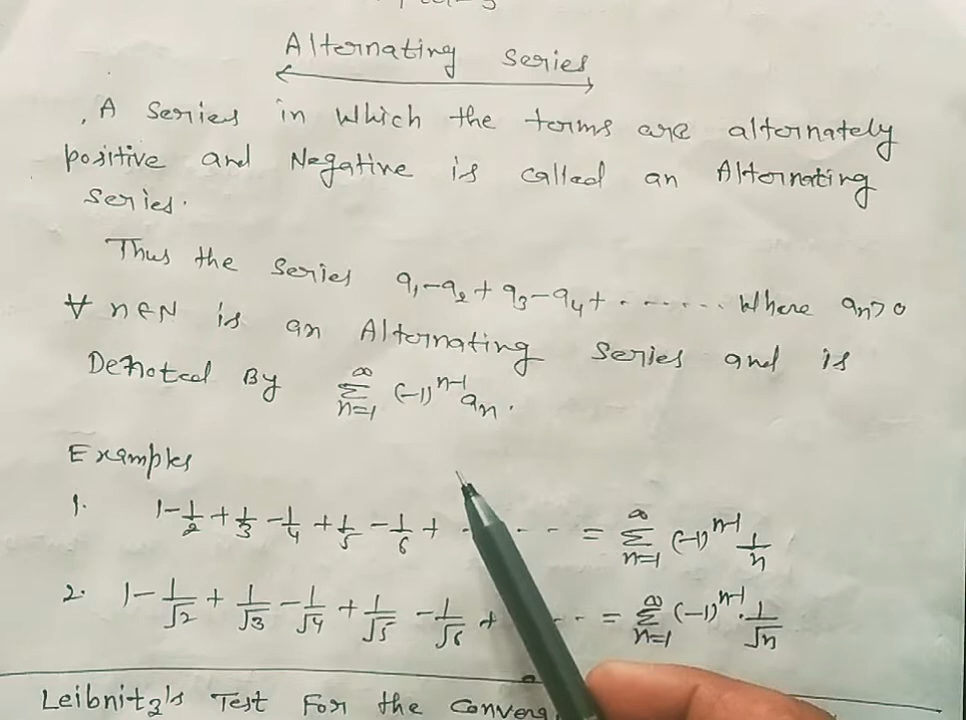 Alternating Series
A Series in which the terms are alternately
positive and Negative is called an Alternating
Series.
Thus the Series a₁-a₂+a₃-a₄+....... Where aₙ>0
∀ n∈N is an Alternating Series and is
Denoted By ∑_{n=1}^{∞} (-1)^{n-1} aₙ.
Examples
1. 1-1/2+1/3-1/4+1/5-1/6+ ... = ∑_{n=1}^{∞} (-1)^{n-1} 1/n
2. 1-1/√2+1/√3-1/√4+1/√5-1/√6+ ... = ∑_{n=1}^{∞} (-1)^{n-1}.1/√n
Leibnitz's Test For the